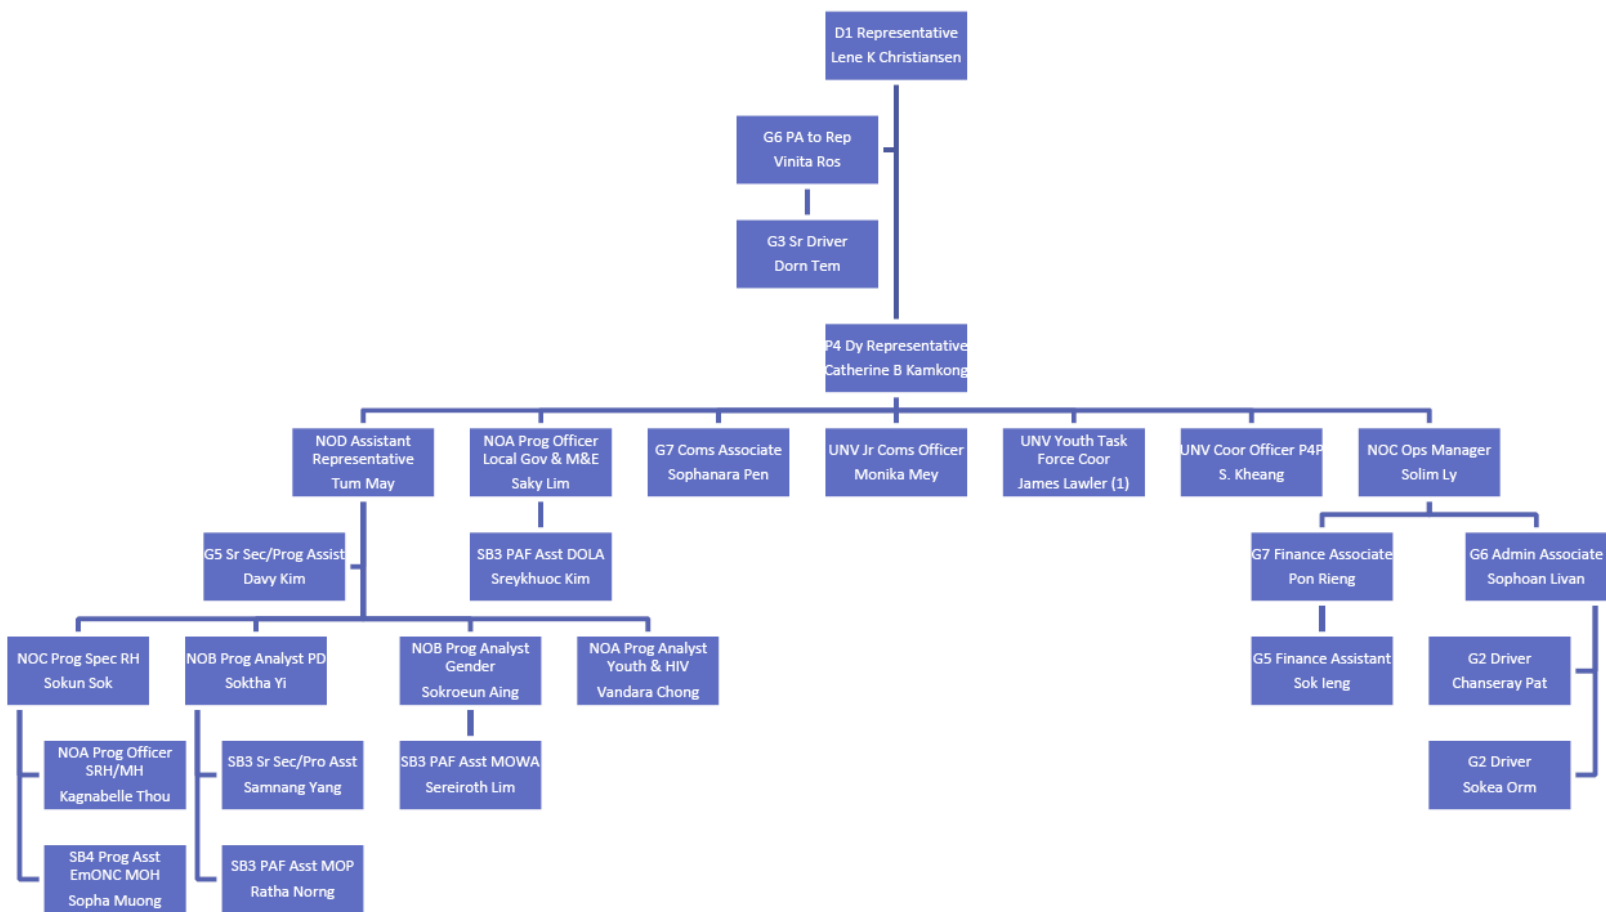 D1 Representative
Lene K Christiansen
G6 PA to Rep
Vinita Ros
G3 Sr Driver
Dorn Tem
P4 Dy Representative
Catherine B Kamkong
NOD Assistant
Representative
Tum May
NOA Prog Officer
Local Gov & M&E
Saky Lim
G7 Coms Associate
Sophanara Pen
UNV Jr Coms Officer
Monika Mey
UNV Youth Task
Force Coor
James Lawler (1)
UNV Coor Officer P4P
S. Kheang
NOC Ops Manager
Solim Ly
G5 Sr Sec/Prog Assist
Davy Kim
SB3 PAF Asst DOLA
Sreykhuoc Kim
G7 Finance Associate
Pon Rieng
G6 Admin Associate
Sophoan Livan
NOC Prog Spec RH
Sokun Sok
NOB Prog Analyst PD
Soktha Yi
NOB Prog Analyst
Gender
Sokroeun Aing
NOA Prog Analyst
Youth & HIV
Vandara Chong
G5 Finance Assistant
Sok Ieng
G2 Driver
Chanseray Pat
NOA Prog Officer
SRH/MH
Kagnabelle Thou
SB3 Sr Sec/Pro Asst
Samnang Yang
SB3 PAF Asst MOWA
Sereiroth Lim
G2 Driver
Sokea Orm
SB4 Prog Asst
EmONC MOH
Sopha Muong
SB3 PAF Asst MOP
Ratha Norng